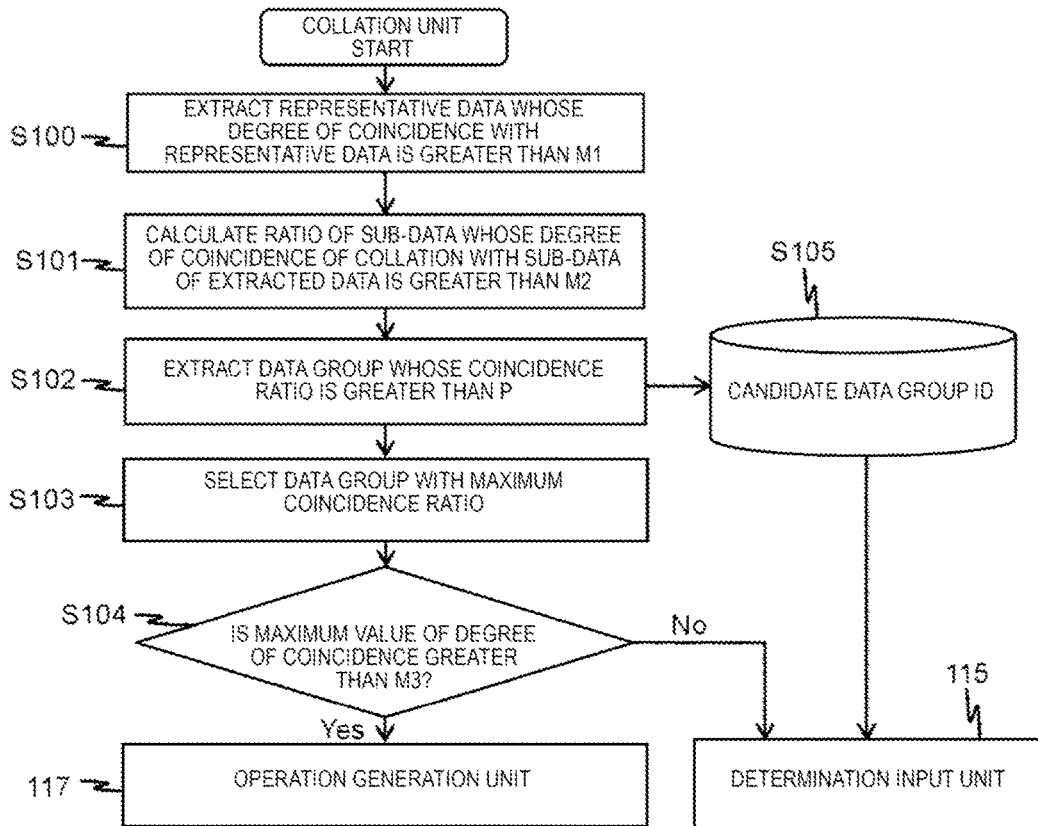 COLLATION UNIT
START
S100
EXTRACT REPRESENTATIVE DATA WHOSE
DEGREE OF COINCIDENCE WITH
REPRESENTATIVE DATA IS GREATER THAN M1
S101
CALCULATE RATIO OF SUB-DATA WHOSE DEGREE
OF COINCIDENCE OF COLLATION WITH SUB-DATA
OF EXTRACTED DATA IS GREATER THAN M2
S105
CANDIDATE DATA GROUP ID
S102
EXTRACT DATA GROUP WHOSE COINCIDENCE
RATIO IS GREATER THAN P
S103
SELECT DATA GROUP WITH MAXIMUM
COINCIDENCE RATIO
S104
IS MAXIMUM VALUE OF DEGREE
OF COINCIDENCE GREATER
THAN M3?
No
Yes
117
OPERATION GENERATION UNIT
115
DETERMINATION INPUT UNIT